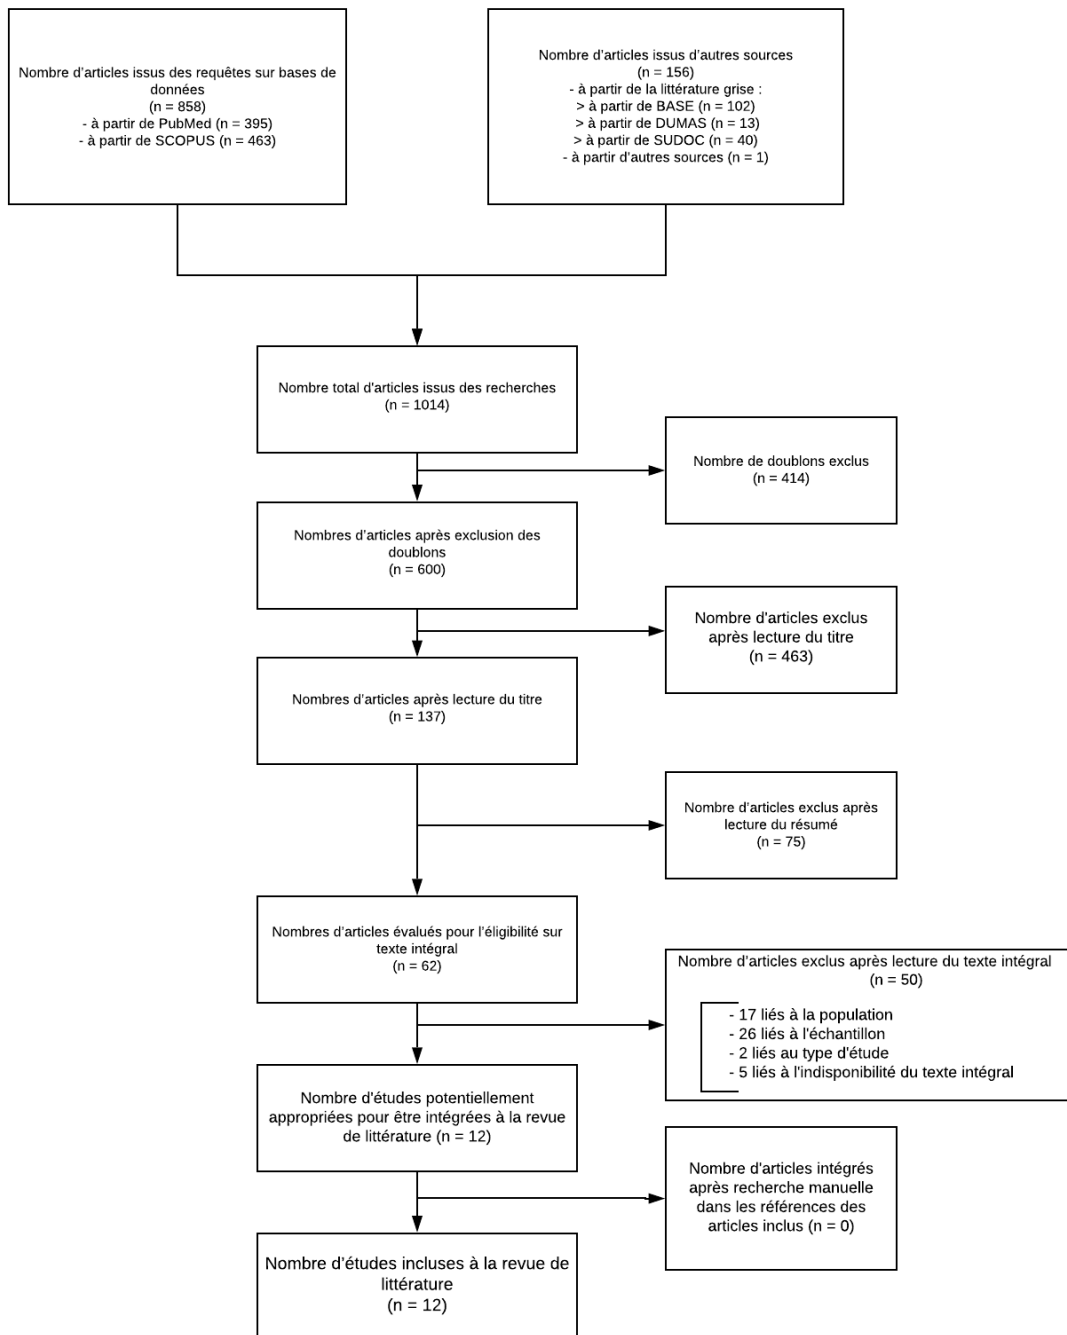 Nombre d'articles issus des requêtes sur bases de
données
(n = 858)
- à partir de PubMed (n = 395)
- à partir de SCOPUS (n = 463)
Nombre d'articles issus d'autres sources
(n = 156)
- à partir de la littérature grise :
> à partir de BASE (n = 102)
> à partir de DUMAS (n = 13)
> à partir de SUDOC (n = 40)
- à partir d'autres sources (n = 1)
Nombre total d'articles issus des recherches
(n = 1014)
Nombre de doublons exclus
(n = 414)
Nombres d'articles après exclusion des
doublons
(n = 600)
Nombre d'articles exclus
après lecture du titre
(n = 463)
Nombres d'articles après lecture du titre
(n = 137)
Nombre d'articles exclus après
lecture du résumé
(n = 75)
Nombres d'articles évalués pour l'éligibilité sur
texte intégral
(n = 62)
Nombre d'articles exclus après lecture du texte intégral
(n = 50)
- 17 liés à la population
- 26 liés à l'échantillon
- 2 liés au type d'étude
- 5 liés à l'indisponibilité du texte intégral
Nombre d'études potentiellement
appropriées pour être intégrées à la revue
de littérature (n = 12)
Nombre d'articles intégrés
après recherche manuelle
dans les références des
articles inclus (n = 0)
Nombre d'études incluses à la revue de
littérature
(n = 12)